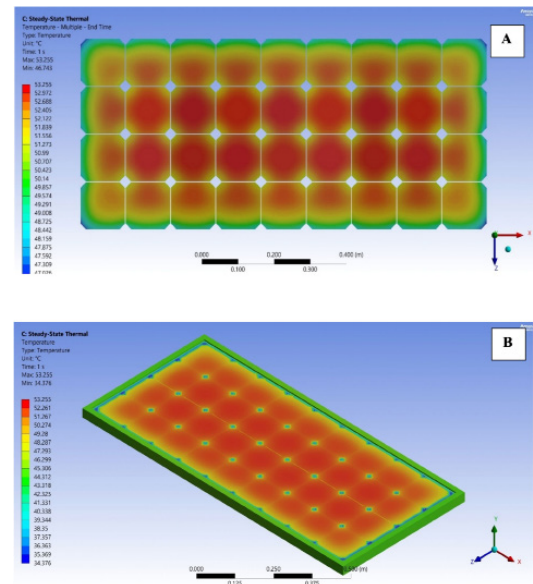 C: Steady-State Thermal
Temperature - Multiple - End Time
Type: Temperature
Unit: °C
Time: 1 s
Max: 53.255
Min: 46.743
A
53.255
52.972
52.688
52.405
52.122
51.839
51.556
51.273
50.99
50.707
50.423
50.14
49.857
49.574
49.291
49.008
48.725
48.442
48.159
47.875
47.592
47.309
47.026
0.000
0.200
0.400 (m)
0.100
0.300
X
Z
C: Steady-State Thermal
Temperature
Type: Temperature
Unit: °C
Time: 1 s
Max: 53.255
Min: 34.376
B
53.255
52.261
51.267
50.274
49.28
48.287
47.293
46.299
45.306
44.312
43.318
42.325
41.331
40.338
39.344
38.35
37.357
36.363
35.369
34.376
0.000
0.125
0.375
Y
X
Z